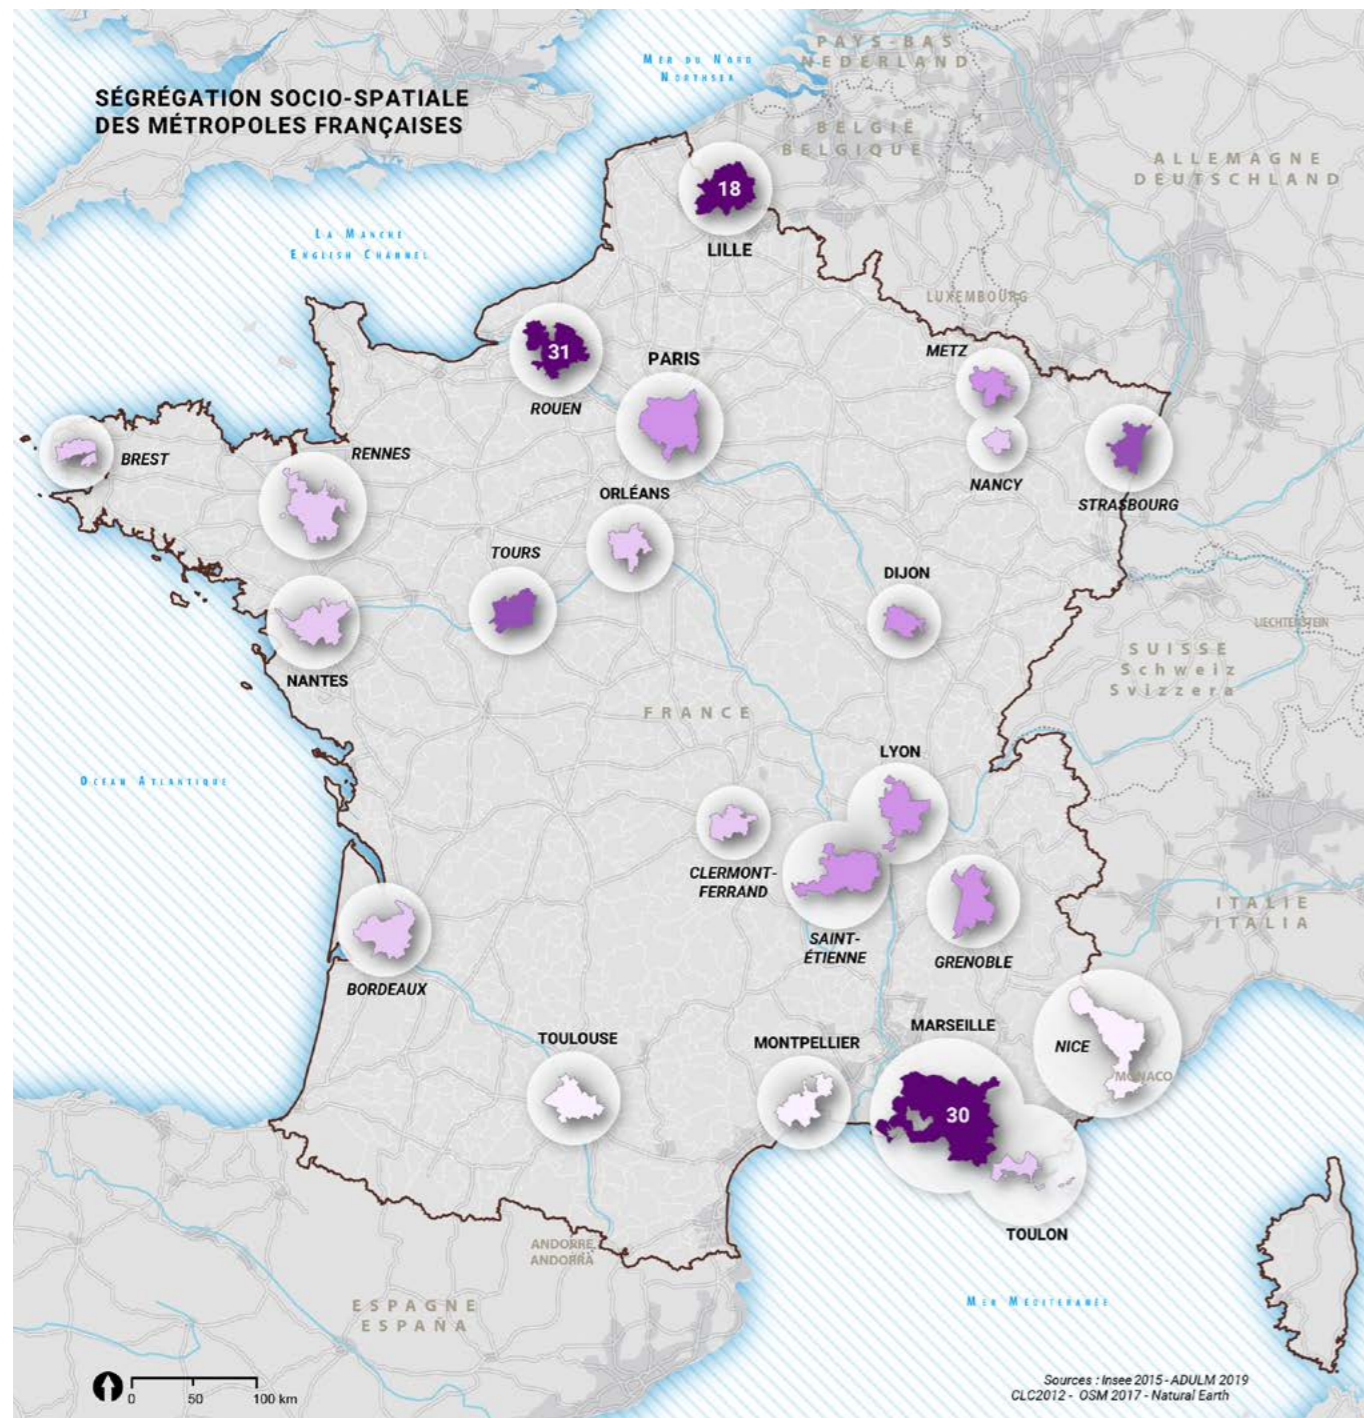 MER DU NORD
NORTHSEA
PAYS-BAS
NEDERLAND
SÉGRÉGATION SOCIO-SPATIALE
DES MÉTROPOLES FRANÇAISES
BELGIË
BELGIQUE
ALLEMAGNE
DEUTSCHLAND
18
LILLE
LA MANCHE
ENGLISH CHANNEL
LUXEMBOURG
31
ROUEN
PARIS
METZ
NANCY
STRASBOURG
BREST
RENNES
ORLÉANS
TOURS
DIJON
LIECHTENSTEIN
SUISSE
Schweiz
Svizzera
NANTES
FRANCE
OCÉAN ATLANTIQUE
LYON
CLERMONT-
FERRAND
SAINT-
ÉTIENNE
GRENOBLE
ITALIE
ITALIA
BORDEAUX
TOULOUSE
MONTPELLIER
MARSEILLE
30
NICE
MONACO
TOULON
ANDORRE
ANDORRA
ESPAGNE
ESPAÑA
MER MEDITERANÉE
0 50 100 km
Sources : Insee 2015 - ADULM 2019
CLC2012 - OSM 2017 - Natural Earth